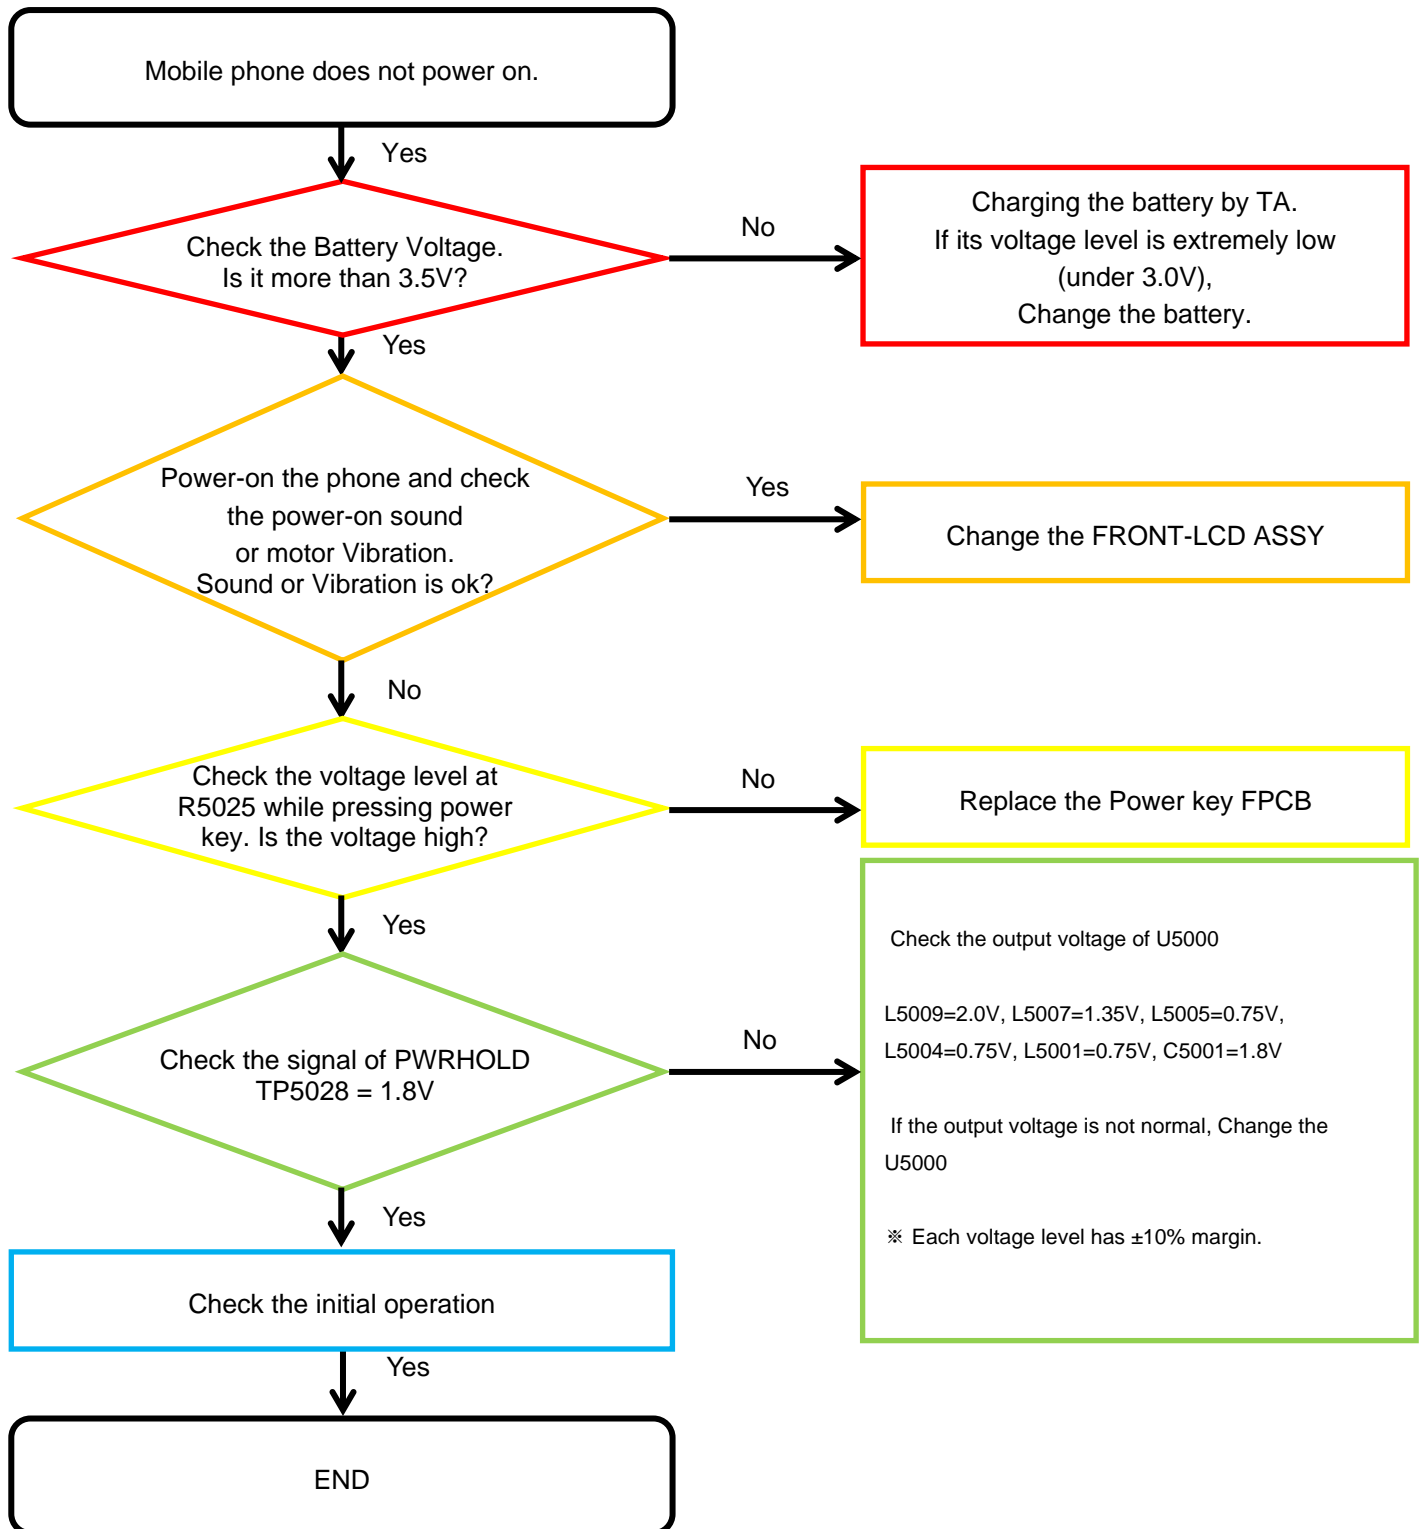 Mobile phone does not power on.
Yes
Check the Battery Voltage.
Is it more than 3.5V?
No
Charging the battery by TA.
If its voltage level is extremely low
(under 3.0V),
Change the battery.
Yes
Power-on the phone and check
the power-on sound
or motor Vibration.
Sound or Vibration is ok?
Yes
Change the FRONT-LCD ASSY
No
Check the voltage level at
R5025 while pressing power
key. Is the voltage high?
No
Replace the Power key FPCB
Yes
Check the signal of PWRHOLD
TP5028 = 1.8V
No
Check the output voltage of U5000
L5009=2.0V, L5007=1.35V, L5005=0.75V,
L5004=0.75V, L5001=0.75V, C5001=1.8V
If the output voltage is not normal, Change the
U5000
※ Each voltage level has ±10% margin.
Yes
Check the initial operation
Yes
END